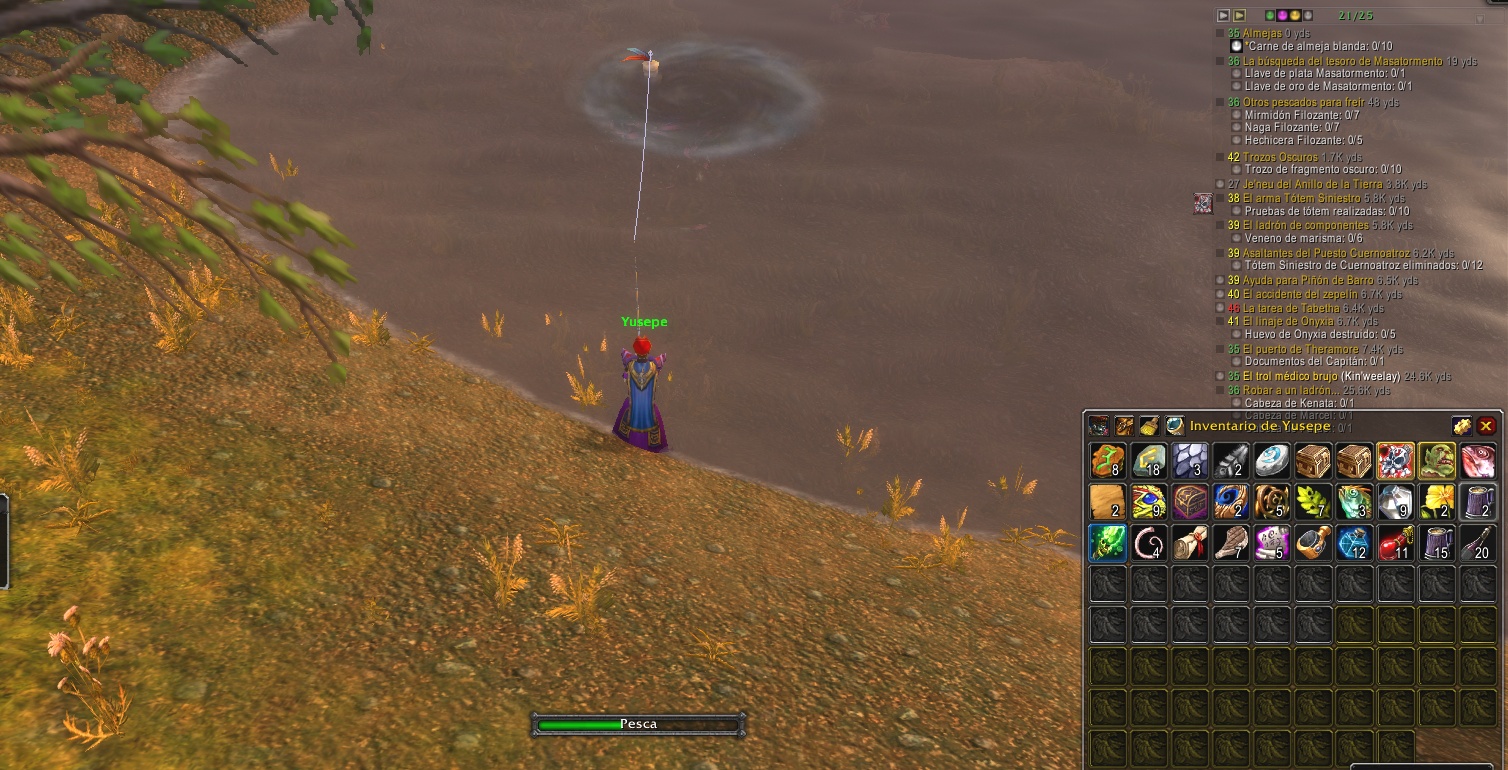 21/25
35 Almejas 0 yds
*Carne de almeja blanda: 0/10
36 La búsqueda del tesoro de Masatormento 19 yds
Llave de plata Masatormento: 0/1
Llave de oro de Masatormento: 0/1
36 Otros pescados para freír 48 yds
Mirmidón Filozante: 0/7
Naga Filozante: 0/7
Hechicera Filozante: 0/5
42 Trozos Oscuros 1.7K yds
Trozo de fragmento oscuro: 0/10
27 Je'neu del Anillo de la Tierra 3.8K yds
38 El arma Tótem Siniestro 5.8K yds
Pruebas de tótem realizadas: 0/10
39 El ladrón de componentes 5.8K yds
Veneno de marisma: 0/6
39 Asaltantes del Puesto Cuernoatroz 6.2K yds
Tótem Siniestro de Cuernoatroz eliminados: 0/12
39 Ayuda para Piñón de Barro 6.5K yds
40 El accidente del zepelín 6.7K yds
46 La tarea de Tabetha 6.4K yds
41 El linaje de Onyxia 6.7K yds
Huevo de Onyxia destruido: 0/5
35 El puerto de Theramore 7.4K yds
Documentos del Capitán: 0/1
35 El trol médico brujo (Kin'weelay) 24.6K yds
36 Robar a un ladrón... 25.6K yds
Cabeza de Kenata: 0/1
Cabeza de Marcel: 0/1
: 0/1
Yusepe
Inventario de Yusepe
8 18 3 2
2 9 2 5 7 3 9 2 2
4 7 5 12 11 15 20
Pesca